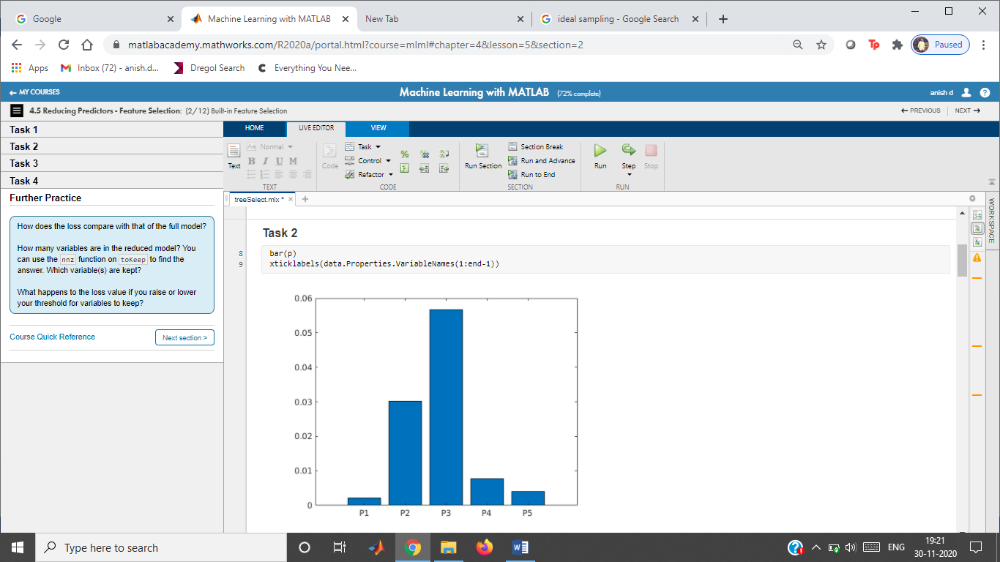 Google
Machine Learning with MATLAB
New Tab
ideal sampling - Google Search
matlabacademy.mathworks.com/R2020a/portal.html?course=mlml#chapter=4&lesson=5&section=2
Paused
Apps
Inbox (72) - anish.d...
Dregol Search
Everything You Nee...
MY COURSES
Machine Learning with MATLAB (72% complete)
anish d
4.5 Reducing Predictors - Feature Selection: (2/12) Built-in Feature Selection
PREVIOUS
NEXT
Task 1
Task 2
Task 3
Task 4
Further Practice
How does the loss compare with that of the full model?
How many variables are in the reduced model? You
can use the nnz function on toKeep to find the
answer. Which variable(s) are kept?
What happens to the loss value if you raise or lower
your threshold for variables to keep?
Course Quick Reference
Next section >
HOME
LIVE EDITOR
VIEW
Text
Aa Normal
B I U M
TEXT
Code
Task
Control
Refactor
CODE
Run Section
Section Break
Run and Advance
Run to End
SECTION
Run
Step
Stop
RUN
treeSelect.mlx *
WORKSPACE
Task 2
8 bar(p)
9 xticklabels(data.Properties.VariableNames(1:end-1))
0.06
0.05
0.04
0.03
0.02
0.01
0
P1 P2 P3 P4 P5
Type here to search
ENG
19:21
30-11-2020